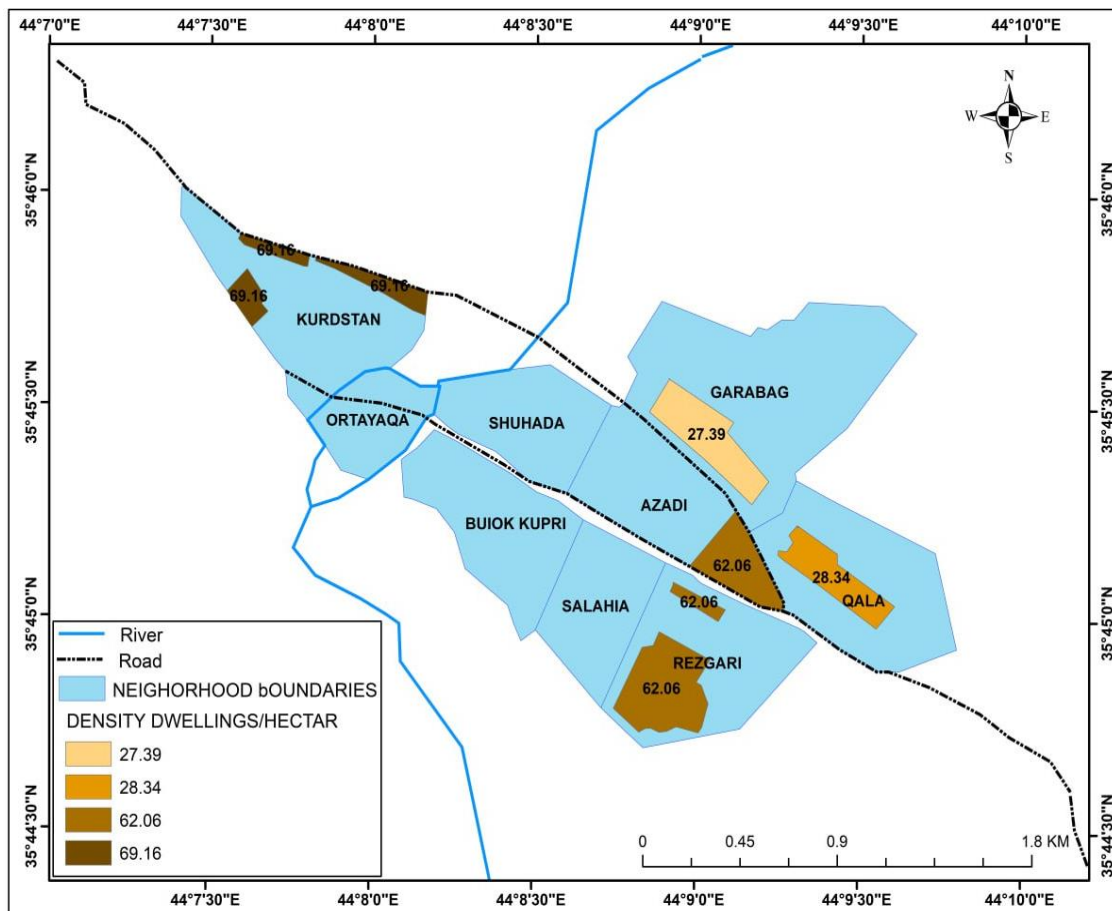 44°7'0"E 44°7'30"E 44°8'0"E 44°8'30"E 44°9'0"E 44°9'30"E 44°10'0"E
N
W E
S
35°46'0"N 35°46'0"N
69.16
69.16
69.16
KURDSTAN
GARABAG
35°45'30"N 35°45'30"N
ORTAYAQA
SHUHADA
27.39
AZADI
BUIOK KUPRI
62.06
28.34
QALA
62.06
SALAHIA
35°45'0"N 35°45'0"N
REZGARI
62.06
River
Road
NEIGHORHOOD bOUNDARIES
DENSITY DWELLINGS/HECTAR
27.39
28.34
62.06
69.16
35°44'30"N 35°44'30"N
0 0.45 0.9 1.8 KM
44°7'30"E 44°8'0"E 44°8'30"E 44°9'0"E 44°9'30"E 44°10'0"E